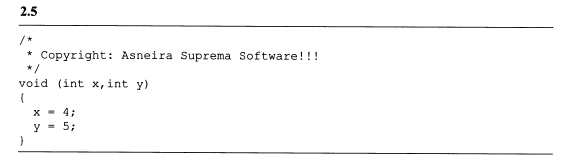 2.5
/*
 * Copyright: Asneira Suprema Software!!!
 */
void (int x,int y)
{
  x = 4;
  y = 5;
}